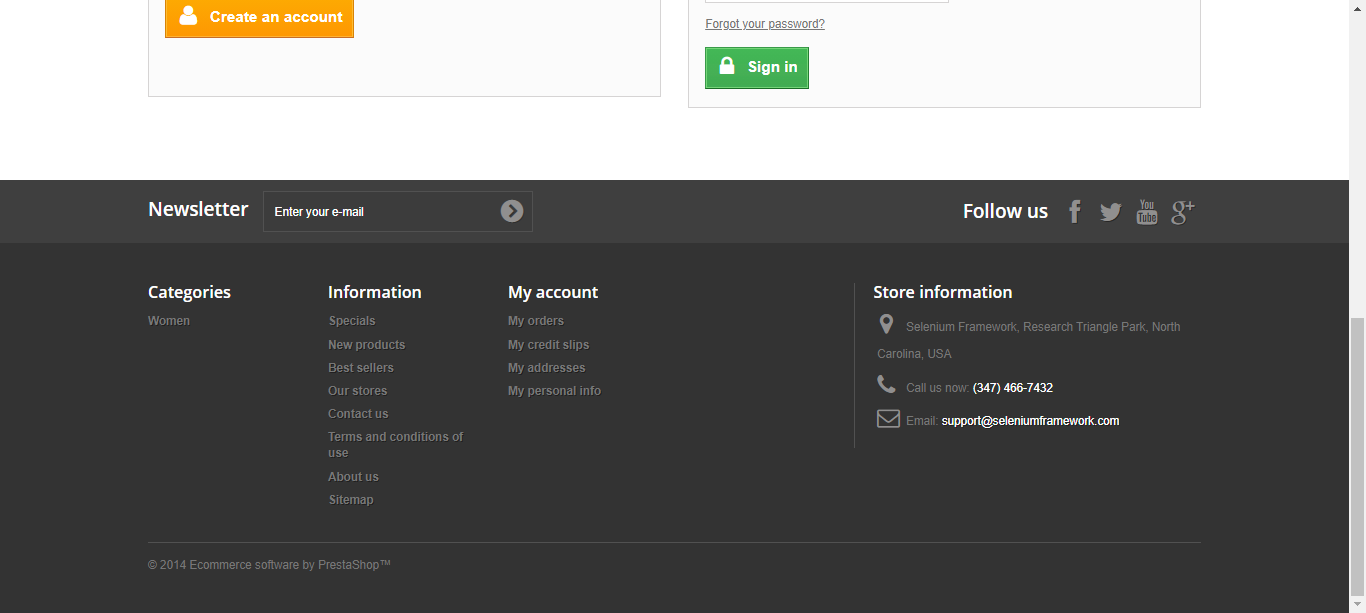 Create an account
Forgot your password?
Sign in
Newsletter
Enter your e-mail
Follow us
You
Tube
g+
Categories
Women
Information
Specials
New products
Best sellers
Our stores
Contact us
Terms and conditions of
use
About us
Sitemap
My account
My orders
My credit slips
My addresses
My personal info
Store information
Selenium Framework, Research Triangle Park, North
Carolina, USA
Call us now: (347) 466-7432
Email: support@seleniumframework.com
© 2014 Ecommerce software by PrestaShop™